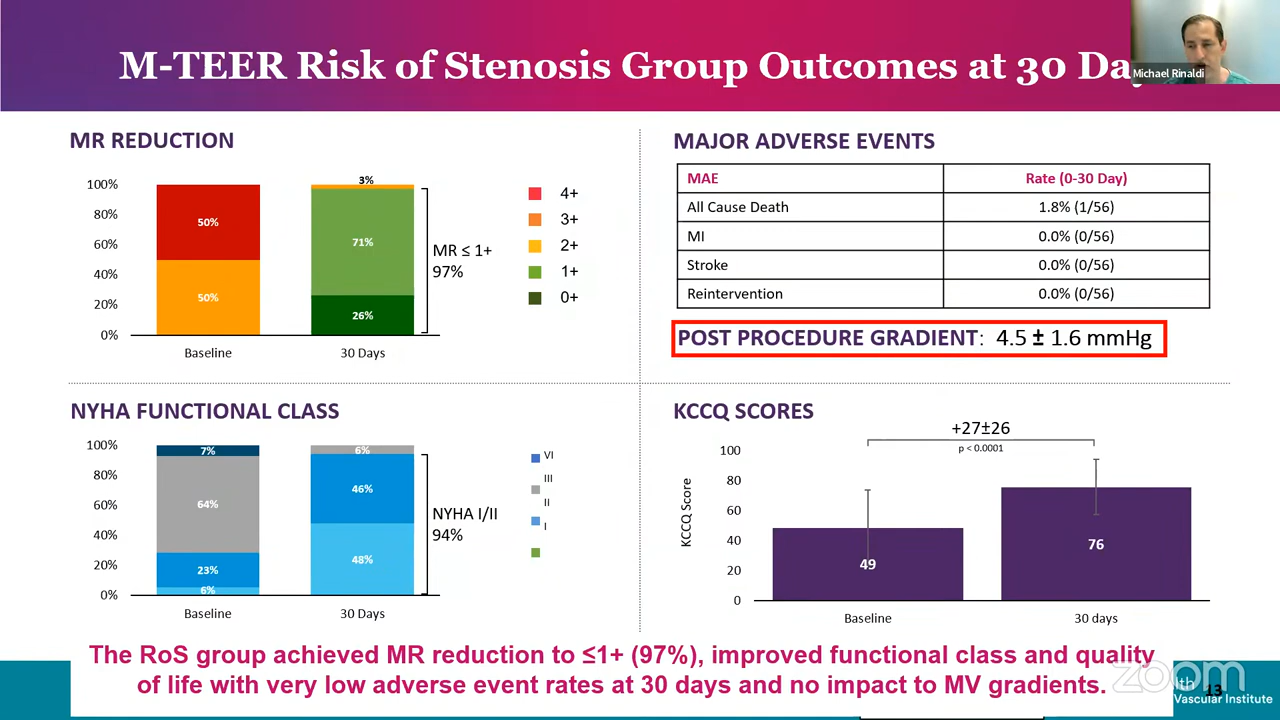 M-TEER Risk of Stenosis Group Outcomes at 30 Day
Michael Rinaldi
MR REDUCTION
100%
80%
60%
40%
20%
0%
50%
50%
3%
71%
26%
Baseline
30 Days
MR ≤ 1+
97%
4+
3+
2+
1+
0+
MAJOR ADVERSE EVENTS
MAE Rate (0-30 Day)
All Cause Death 1.8% (1/56)
MI 0.0% (0/56)
Stroke 0.0% (0/56)
Reintervention 0.0% (0/56)
POST PROCEDURE GRADIENT: 4.5 ± 1.6 mmHg
NYHA FUNCTIONAL CLASS
100%
80%
60%
40%
20%
0%
7%
64%
23%
6%
6%
46%
48%
Baseline
30 Days
NYHA I/II
94%
VI
III
II
I
KCCQ SCORES
+27±26
p < 0.0001
KCCQ Score
100
80
60
40
20
0
49
76
Baseline
30 days
The RoS group achieved MR reduction to ≤1+ (97%), improved functional class and quality
of life with very low adverse event rates at 30 days and no impact to MV gradients.
zoom
13
Vascular Institute